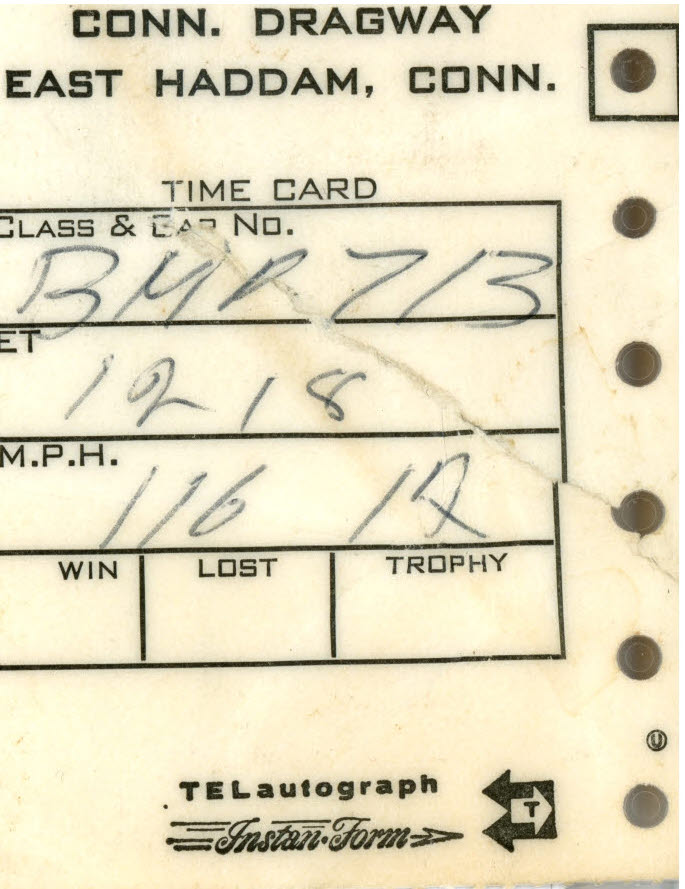 CONN. DRAGWAY
EAST HADDAM, CONN.
TIME CARD
CLASS & CAR NO.
BMP 713
ET
12 18
M.P.H.
116 12
WIN LOST TROPHY
U
TELautograph
T
Instan-Form